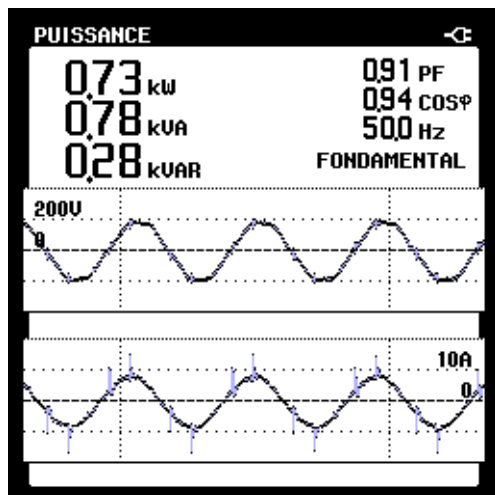 PUISSANCE
0,73 kW
0,91 PF
0,78 kVA
0,94 COSφ
0,28 kVAR
50,0 Hz
FONDAMENTAL
200V
0
10A
0